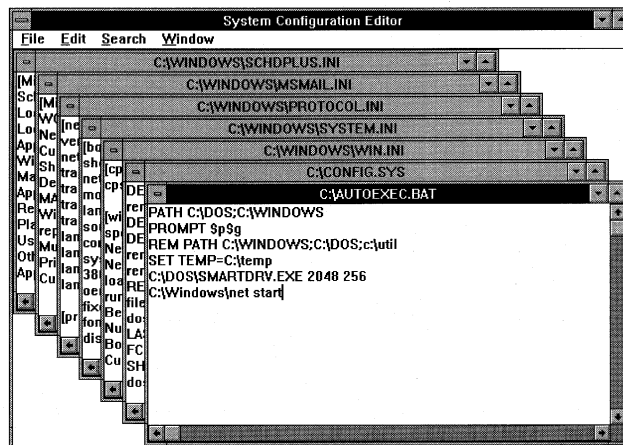 System Configuration Editor
File Edit Search Window
C:\WINDOWS\SCHDPLUS.INI
C:\WINDOWS\MSMAIL.INI
C:\WINDOWS\PROTOCOL.INI
C:\WINDOWS\SYSTEM.INI
C:\WINDOWS\WIN.INI
C:\CONFIG.SYS
C:\AUTOEXEC.BAT
PATH C:\DOS;C:\WINDOWS
PROMPT $p$g
REM PATH C:\WINDOWS;C:\DOS;c:\util
SET TEMP=C:\temp
C:\DOS\SMARTDRV.EXE 2048 256
C:\Windows\net start